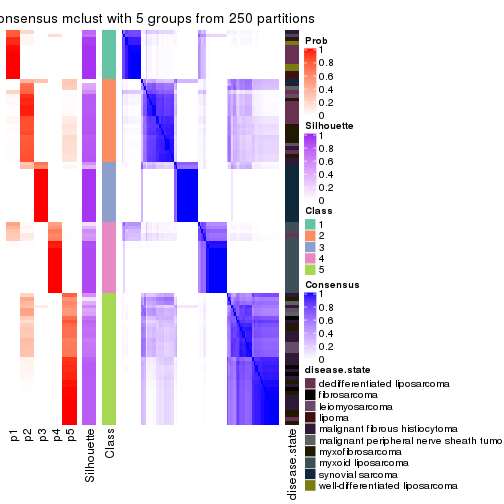 onsensus mclust with 5 groups from 250 partitions
Prob
1
0.8
0.6
0.4
0.2
0
Silhouette
1
0.8
0.6
0.4
0.2
0
Class
1
2
3
4
5
Consensus
1
0.8
0.6
0.4
0.2
0
disease.state
dedifferentiated liposarcoma
fibrosarcoma
leiomyosarcoma
lipoma
malignant fibrous histiocytoma
malignant peripheral nerve sheath tumo
myxofibrosarcoma
myxoid liposarcoma
synovial sarcoma
well-differentiated liposarcoma
p1
p2
p3
p4
p5
Silhouette
Class
disease.state